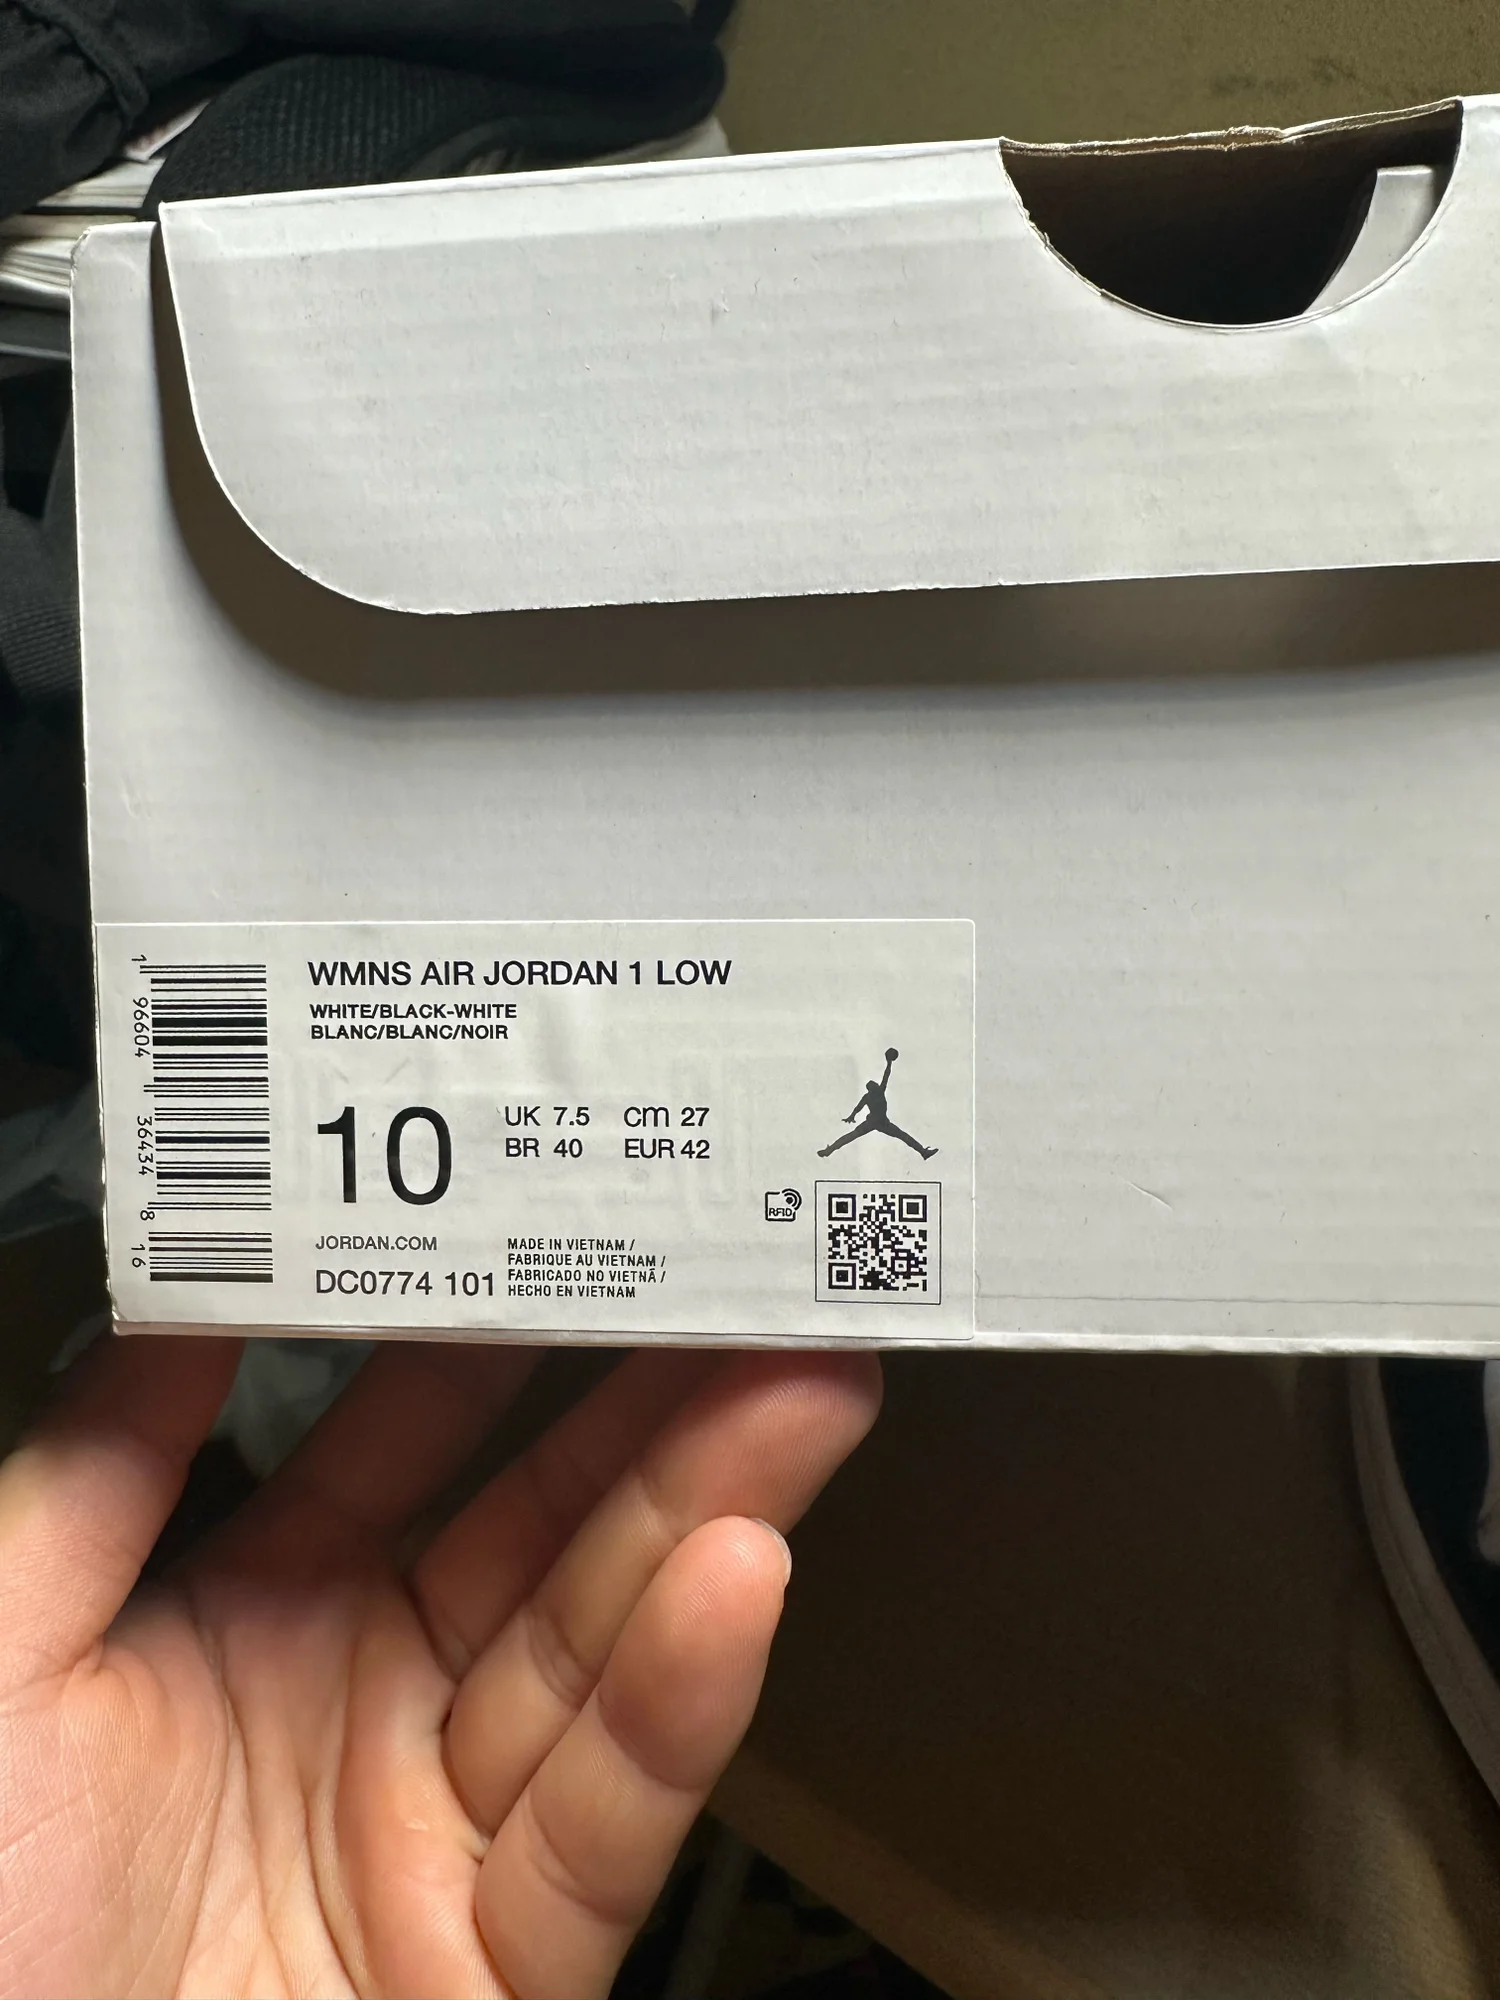 WMNS AIR JORDAN 1 LOW
WHITE/BLACK-WHITE
BLANC/BLANC/NOIR
10
UK 7.5 CM 27
BR 40 EUR 42
RFID
JORDAN.COM
DC0774 101
MADE IN VIETNAM /
FABRIQUE AU VIETNAM /
FABRICADO NO VIETNÃ /
HECHO EN VIETNAM
1 96604 36434 8 16